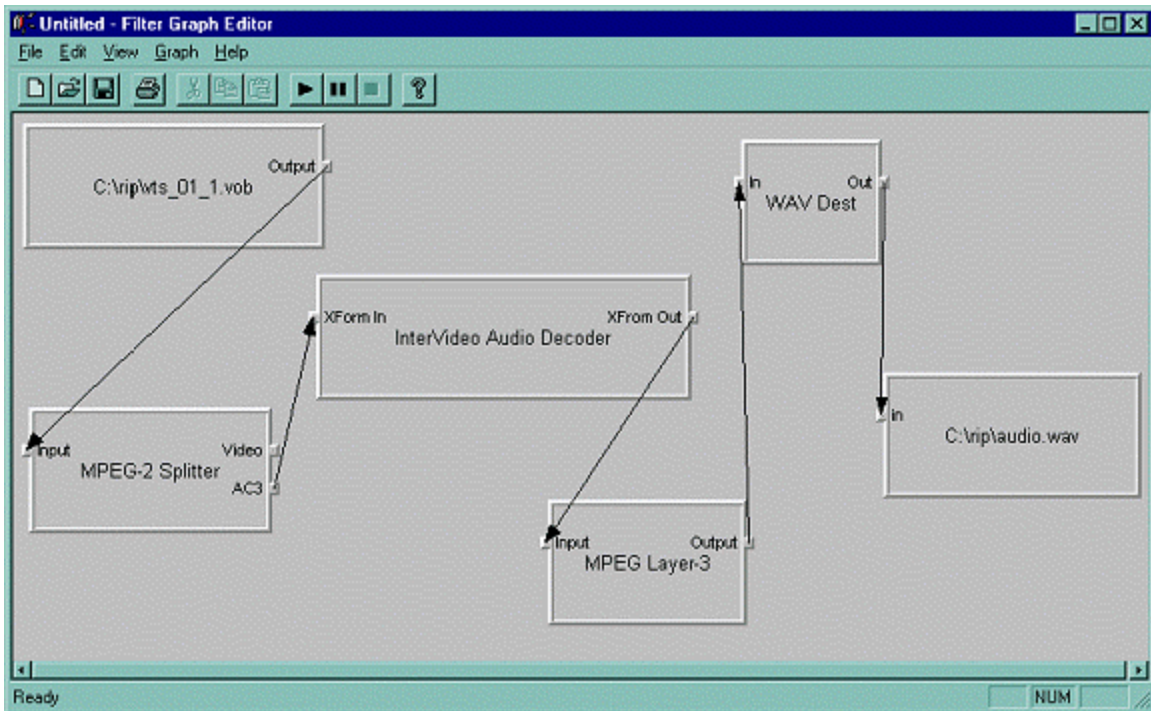 Untitled - Filter Graph Editor
File Edit View Graph Help
Output
C:\rip\vts_01_1.vob
In Out
WAV Dest
XForm In XFrom Out
InterVideo Audio Decoder
in
C:\rip\audio.wav
Input Video
MPEG-2 Splitter
AC3
Input Output
MPEG Layer-3
Ready NUM